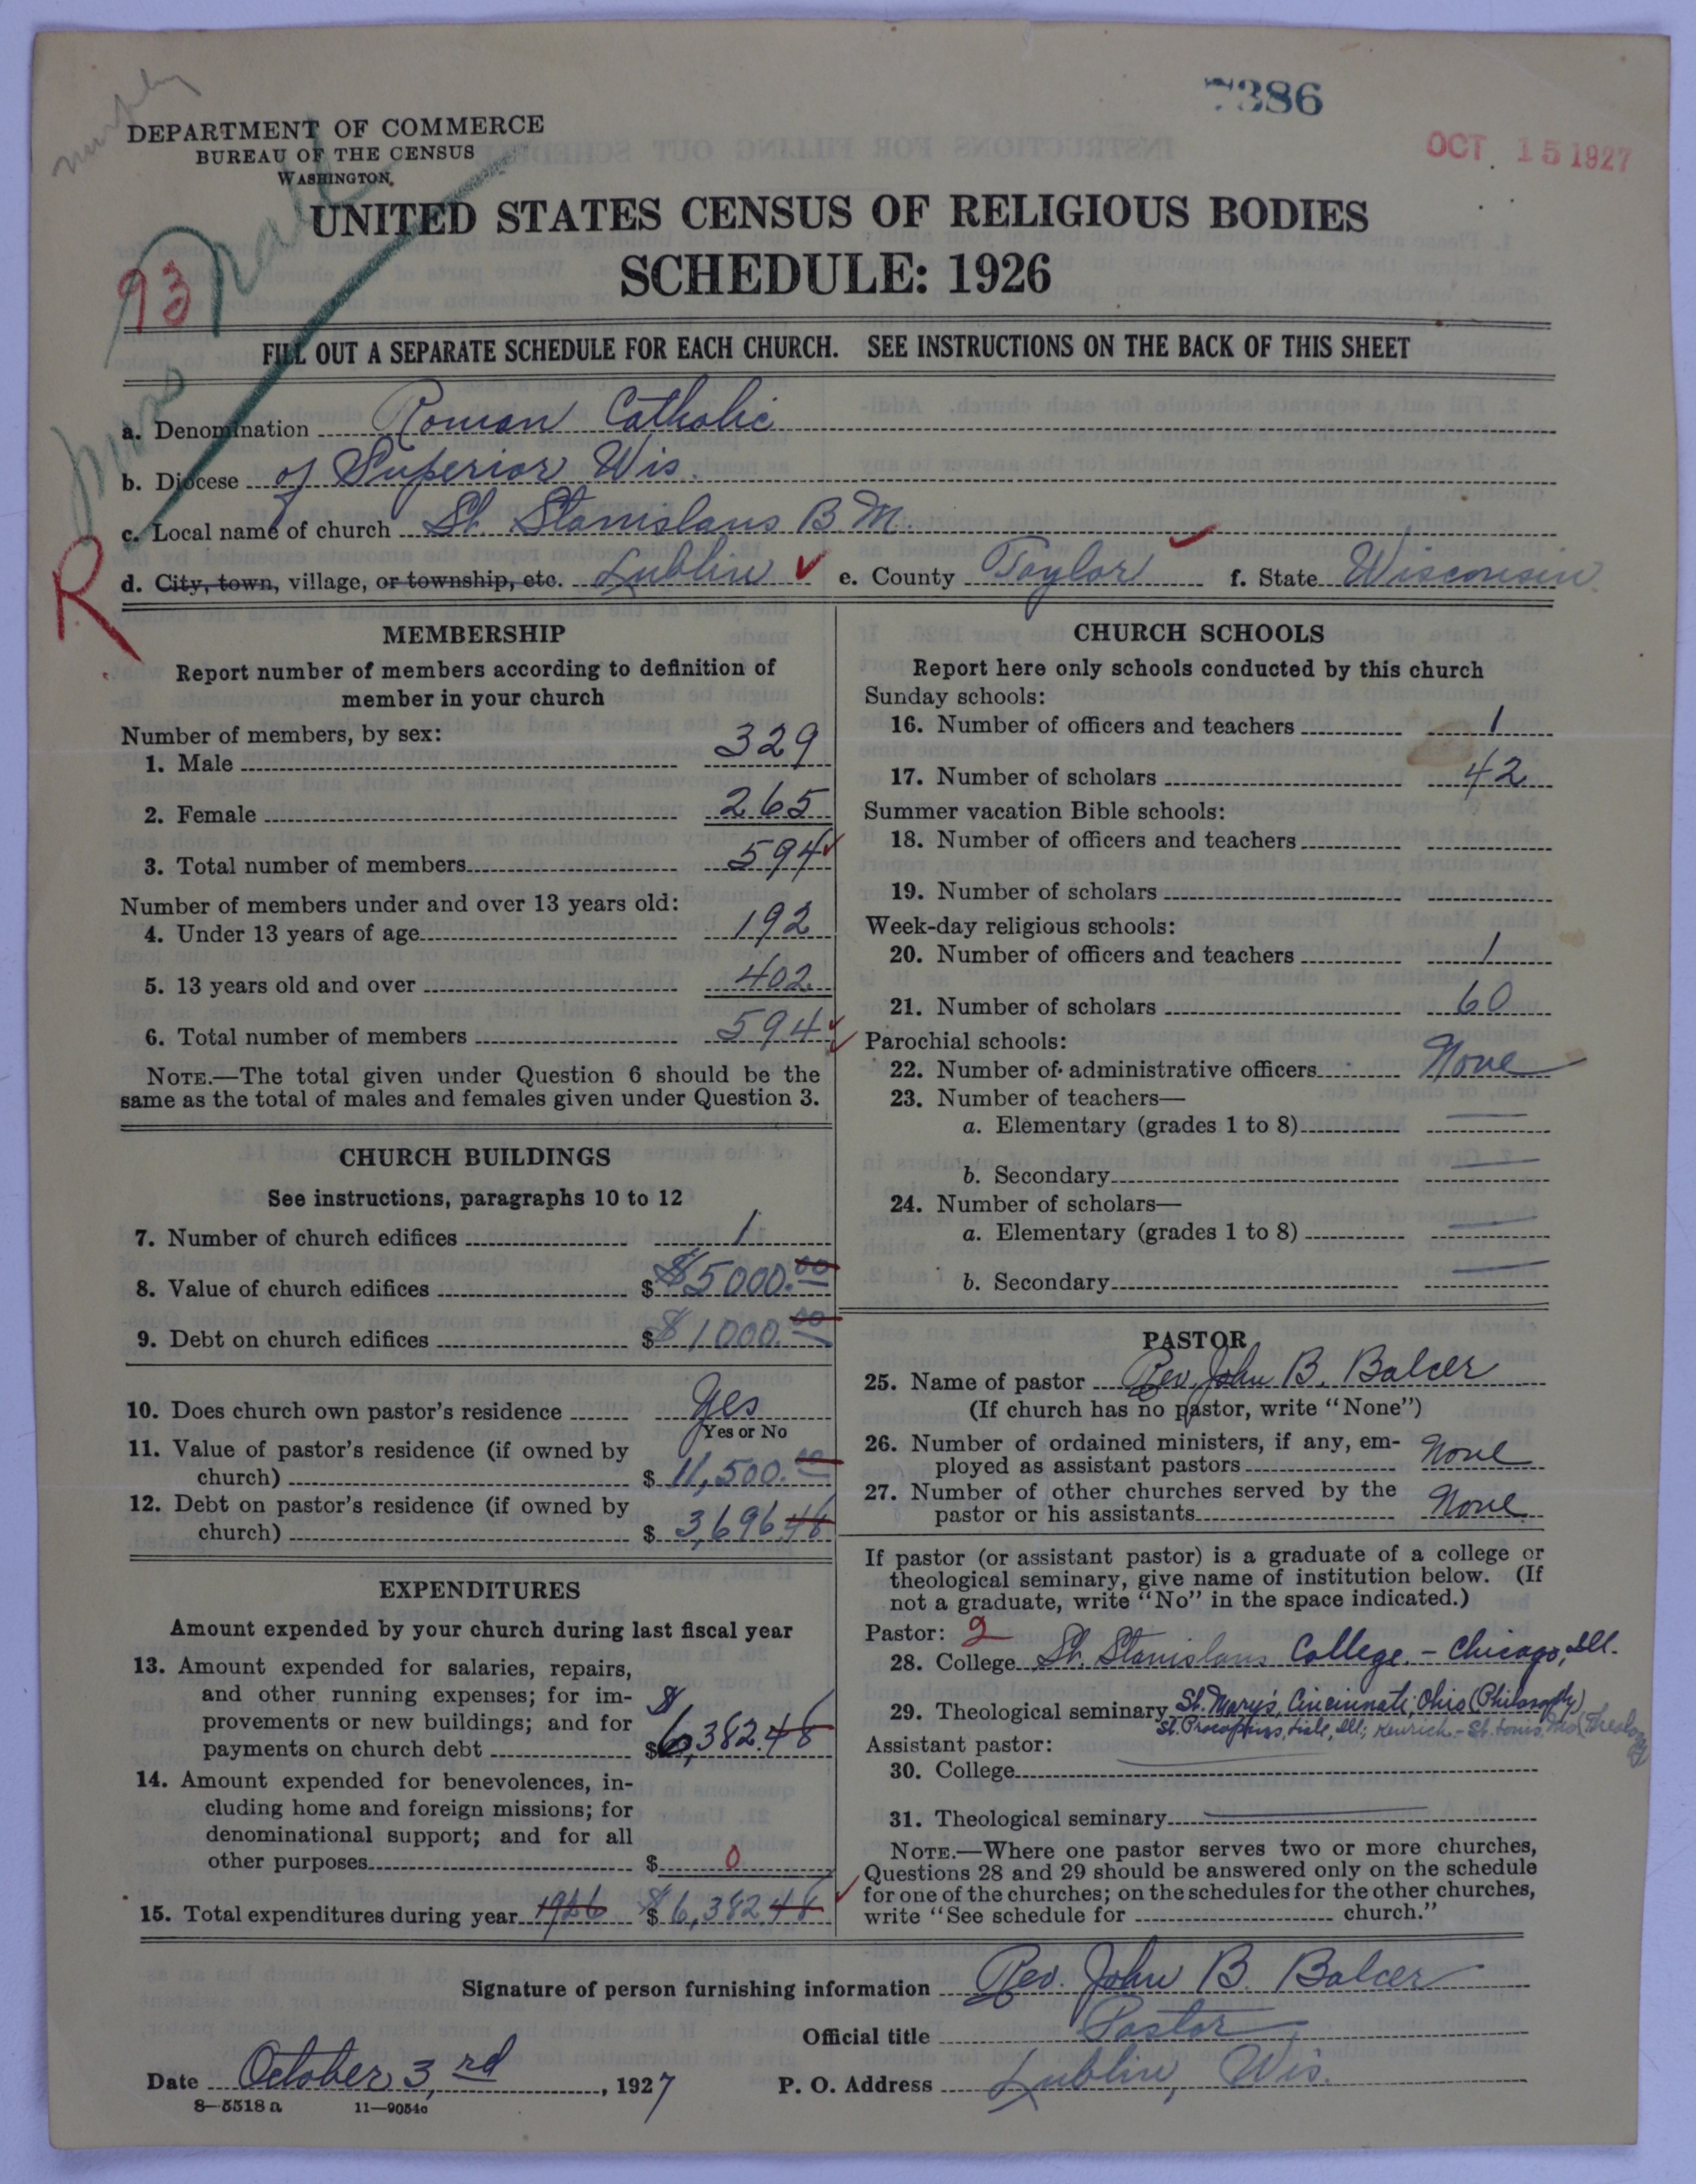 Murphy
7386
OCT 15 1927
DEPARTMENT OF COMMERCE
BUREAU OF THE CENSUS
WASHINGTON
UNITED STATES CENSUS OF RELIGIOUS BODIES
SCHEDULE: 1926
93
FILL OUT A SEPARATE SCHEDULE FOR EACH CHURCH. SEE INSTRUCTIONS ON THE BACK OF THIS SHEET
a. Denomination Roman Catholic
b. Diocese of Superior Wis.
c. Local name of church St. Stanislaus B M.
R
d. City, town, village, or township, etc. Lublin e. County Taylor f. State Wisconsin
MEMBERSHIP
Report number of members according to definition of
member in your church
Number of members, by sex:
1. Male 329
2. Female 265
3. Total number of members 594
Number of members under and over 13 years old:
4. Under 13 years of age 192
5. 13 years old and over 402
6. Total number of members 594
NOTE.—The total given under Question 6 should be the
same as the total of males and females given under Question 3.
CHURCH BUILDINGS
See instructions, paragraphs 10 to 12
7. Number of church edifices 1
8. Value of church edifices $ $5000.00
9. Debt on church edifices $ $1000.00
10. Does church own pastor's residence Yes
Yes or No
11. Value of pastor's residence (if owned by
church) $ 11,500.00
12. Debt on pastor's residence (if owned by
church) $ 3,696.48
EXPENDITURES
Amount expended by your church during last fiscal year
13. Amount expended for salaries, repairs,
and other running expenses; for im-
provements or new buildings; and for
payments on church debt $ $6,382.48
14. Amount expended for benevolences, in-
cluding home and foreign missions; for
denominational support; and for all
other purposes $ 0
15. Total expenditures during year 1926 $ $6,382.48
CHURCH SCHOOLS
Report here only schools conducted by this church
Sunday schools:
16. Number of officers and teachers 1
17. Number of scholars 42
Summer vacation Bible schools:
18. Number of officers and teachers
19. Number of scholars
Week-day religious schools:
20. Number of officers and teachers 1
21. Number of scholars 60
Parochial schools:
22. Number of administrative officers None
23. Number of teachers—
a. Elementary (grades 1 to 8)
b. Secondary
24. Number of scholars—
a. Elementary (grades 1 to 8)
b. Secondary
PASTOR
25. Name of pastor Rev. John B. Balcer
(If church has no pastor, write "None")
26. Number of ordained ministers, if any, em-
ployed as assistant pastors None
27. Number of other churches served by the
pastor or his assistants None
If pastor (or assistant pastor) is a graduate of a college or
theological seminary, give name of institution below. (If
not a graduate, write "No" in the space indicated.)
Pastor: 2
28. College St. Stanislaus College - Chicago, Ill.
29. Theological seminary St. Mary's, Cincinnati, Ohio (Philosophy)
St. Procopius, Lisle, Ill; Kenrick - St. Louis, Mo (Theology)
Assistant pastor:
30. College
31. Theological seminary
NOTE.—Where one pastor serves two or more churches,
Questions 28 and 29 should be answered only on the schedule
for one of the churches; on the schedules for the other churches,
write "See schedule for church."
Signature of person furnishing information Rev. John B. Balcer
Official title Pastor
Date October 3, rd, 1927 P. O. Address Lublin, Wis.
8-5518 a 11-9054c